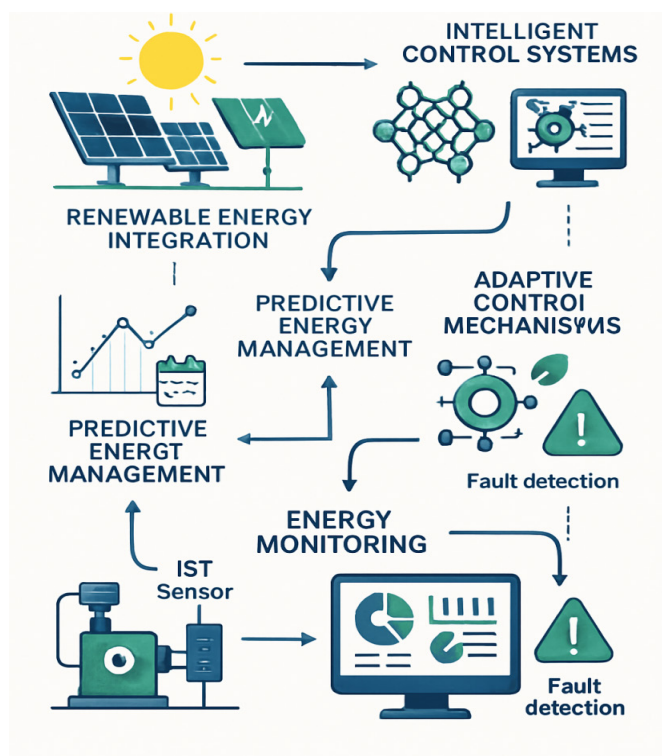 INTELLIGENT
CONTROL SYSTEMS
RENEWABLE ENERGY
INTEGRATION
PREDICTIVE
ENERGY
MANAGEMENT
ADAPTIVE
CONTROI
PREDICTIVE
ENERGT
MANAGEMENT
Fault detection
ENERGY
MONITORING
IST
Sensor
Fault
detection